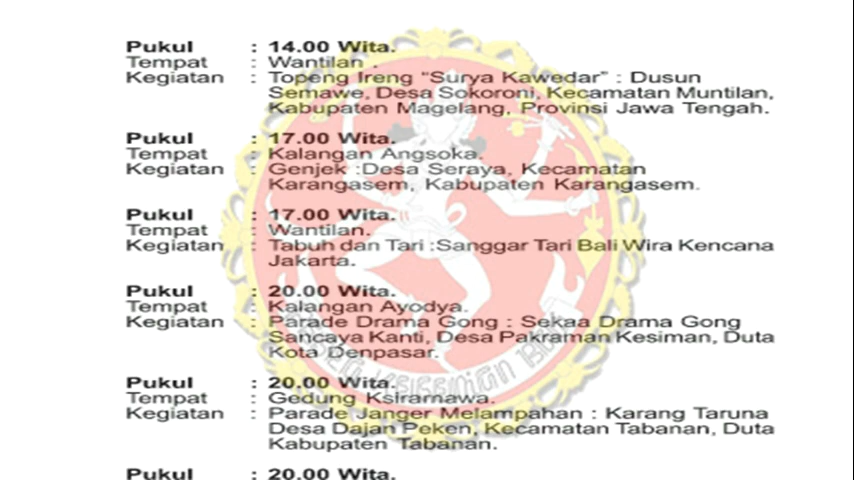 Pukul : 14.00 Wita.
Tempat : Wantilan .
Kegiatan : Topeng Ireng “Surya Kawedar” : Dusun
Semawe, Desa Sokoroni, Kecamatan Muntilan,
Kabupaten Magelang, Provinsi Jawa Tengah.
Pukul : 17.00 Wita.
Tempat : Kalangan Angsoka.
Kegiatan : Genjek :Desa Seraya, Kecamatan
Karangasem, Kabupaten Karangasem.
Pukul : 17.00 Wita.
Tempat : Wantilan.
Kegiatan : Tabuh dan Tari :Sanggar Tari Bali Wira Kencana
Jakarta.
Pukul : 20.00 Wita.
Tempat : Kalangan Ayodya.
Kegiatan : Parade Drama Gong : Sekaa Drama Gong
Sancaya Kanti, Desa Pakraman Kesiman, Duta
Kota Denpasar.
Pukul : 20.00 Wita.
Tempat : Gedung Ksirarnawa.
Kegiatan : Parade Janger Melampahan : Karang Taruna
Desa Dajan Peken, Kecamatan Tabanan, Duta
Kabupaten Tabanan.
Pukul : 20.00 Wita.